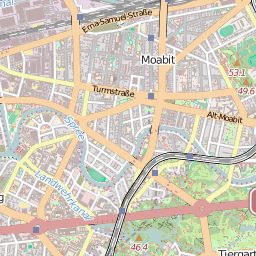 Erna-Samuel-Straße
Moabit
53.1
Turmstraße
49.6
Alt-Moabit
Spree
Landwehrkanal
g
46.4
Tiergart